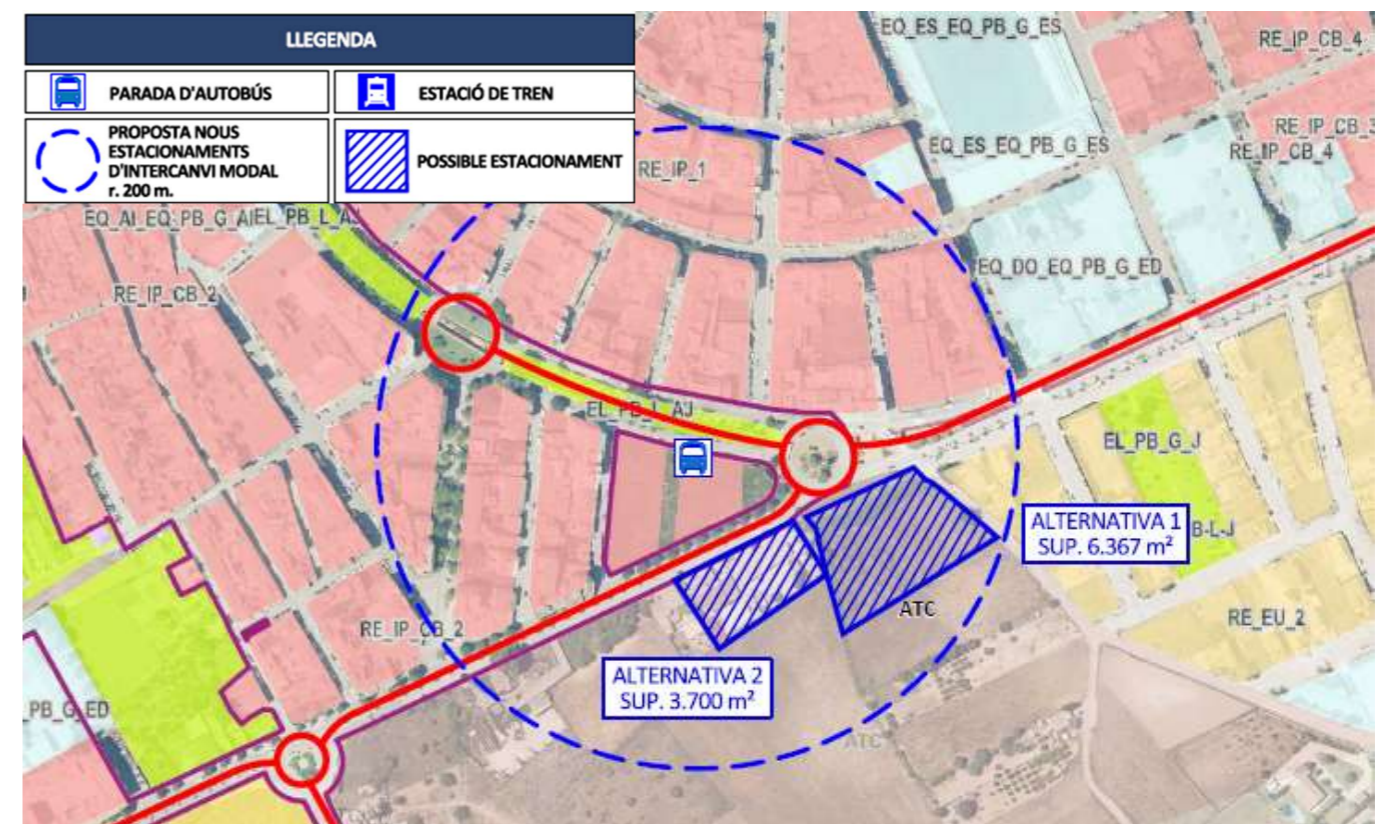 LLEGENDA
PARADA D'AUTOBÚS
ESTACIÓ DE TREN
PROPOSTA NOUS
ESTACIONAMENTS
D'INTERCANVI MODAL
r. 200 m.
POSSIBLE ESTACIONAMENT
EQ_ES_EQ_PB_G_ES
RE_IP_CB_4
EQ_ES_EQ_PB_G_ES
RE_IP_CB_3
RE_IP_CB_4
RE_IP_1
EQ_AI_EQ_PB_G_AI
EL_PB_L_AJ
EQ_DO_EQ_PB_G_ED
RE_IP_CB_2
EL_PB_L_AJ
EL_PB_G_J
ALTERNATIVA 1
SUP. 6.367 m²
B-L-J
ATC
RE_EU_2
RE_IP_CB_2
ALTERNATIVA 2
SUP. 3.700 m²
PB_G_ED
ATC